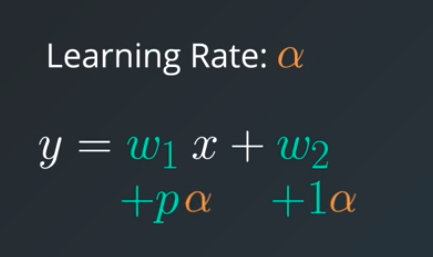 Learning Rate: α
y = w₁ x + w₂
+pα +1α